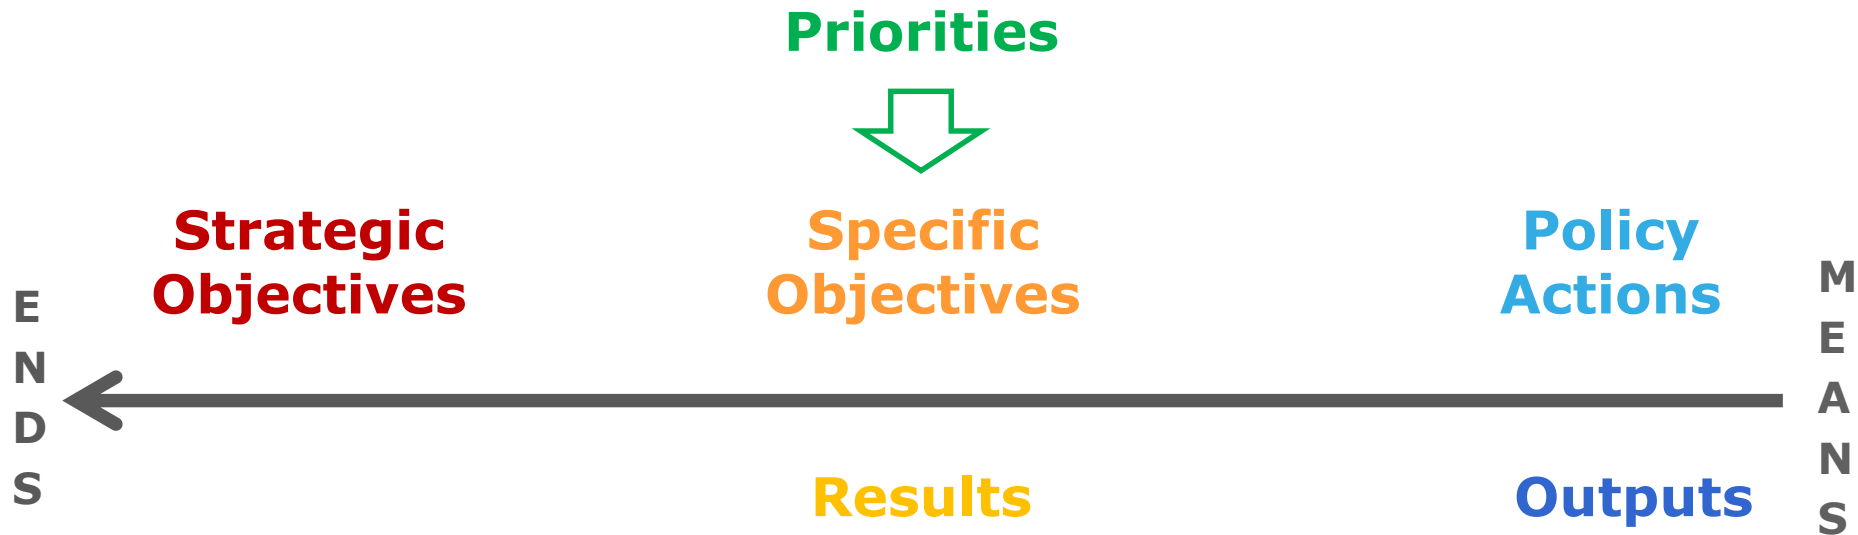 Priorities
Strategic
Objectives
Specific
Objectives
Policy
Actions
E
N
D
S
M
E
A
N
S
Results
Outputs